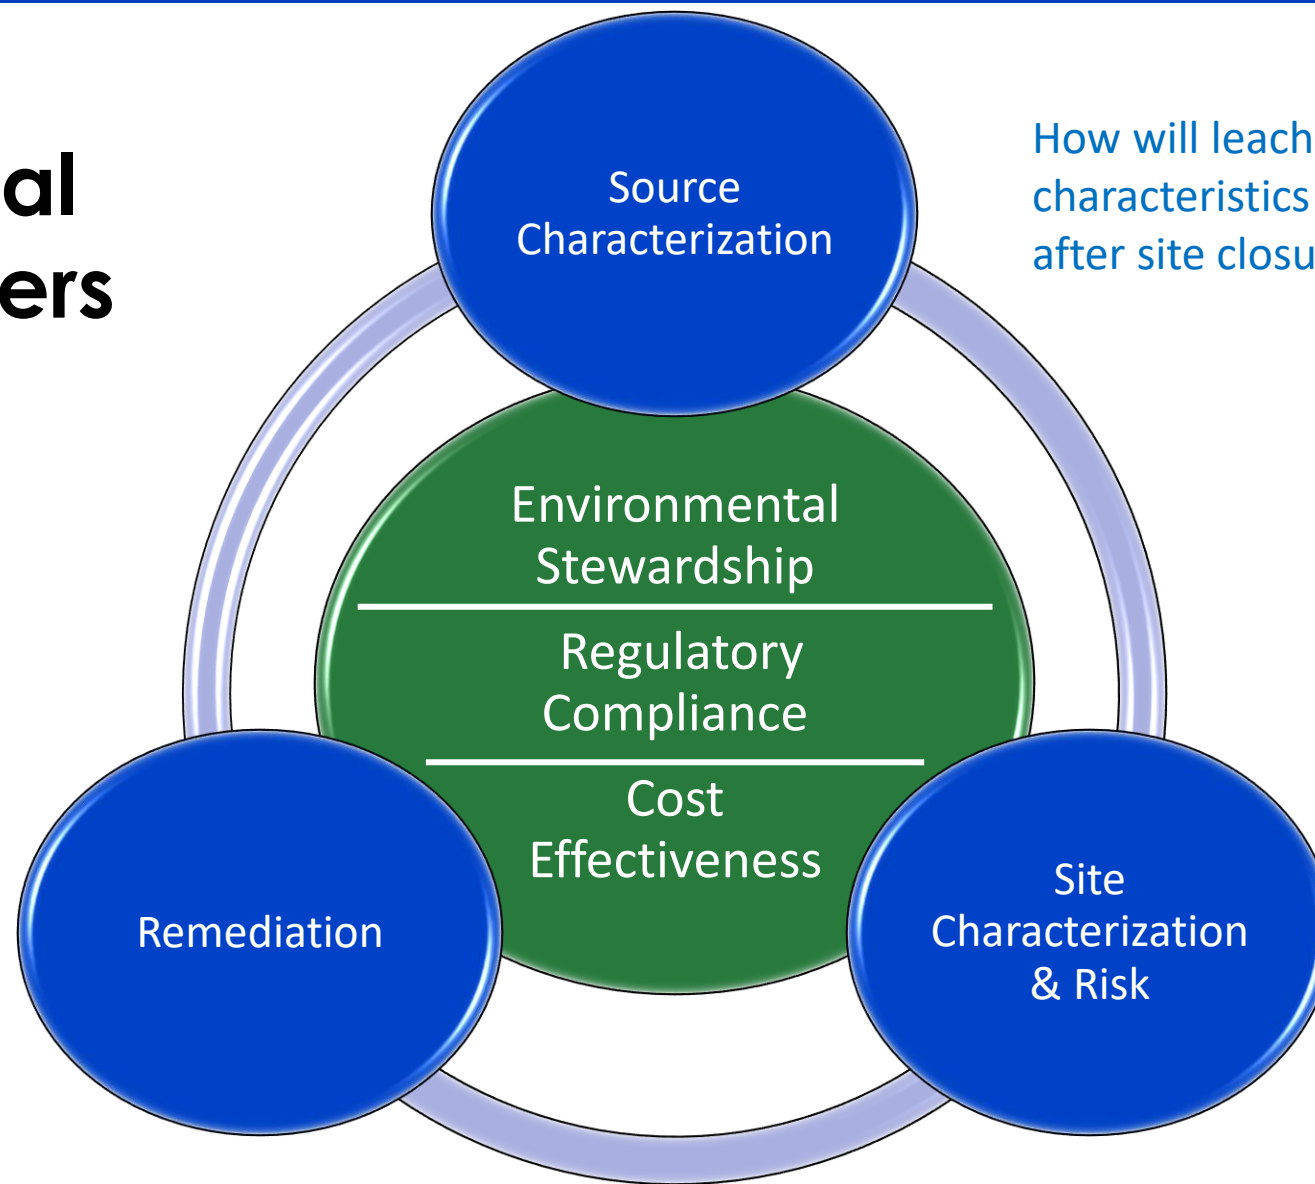 al
ers
How will leach
characteristics
after site closu
Source
Characterization
Environmental
Stewardship
Regulatory
Compliance
Cost
Effectiveness
Remediation
Site
Characterization
& Risk